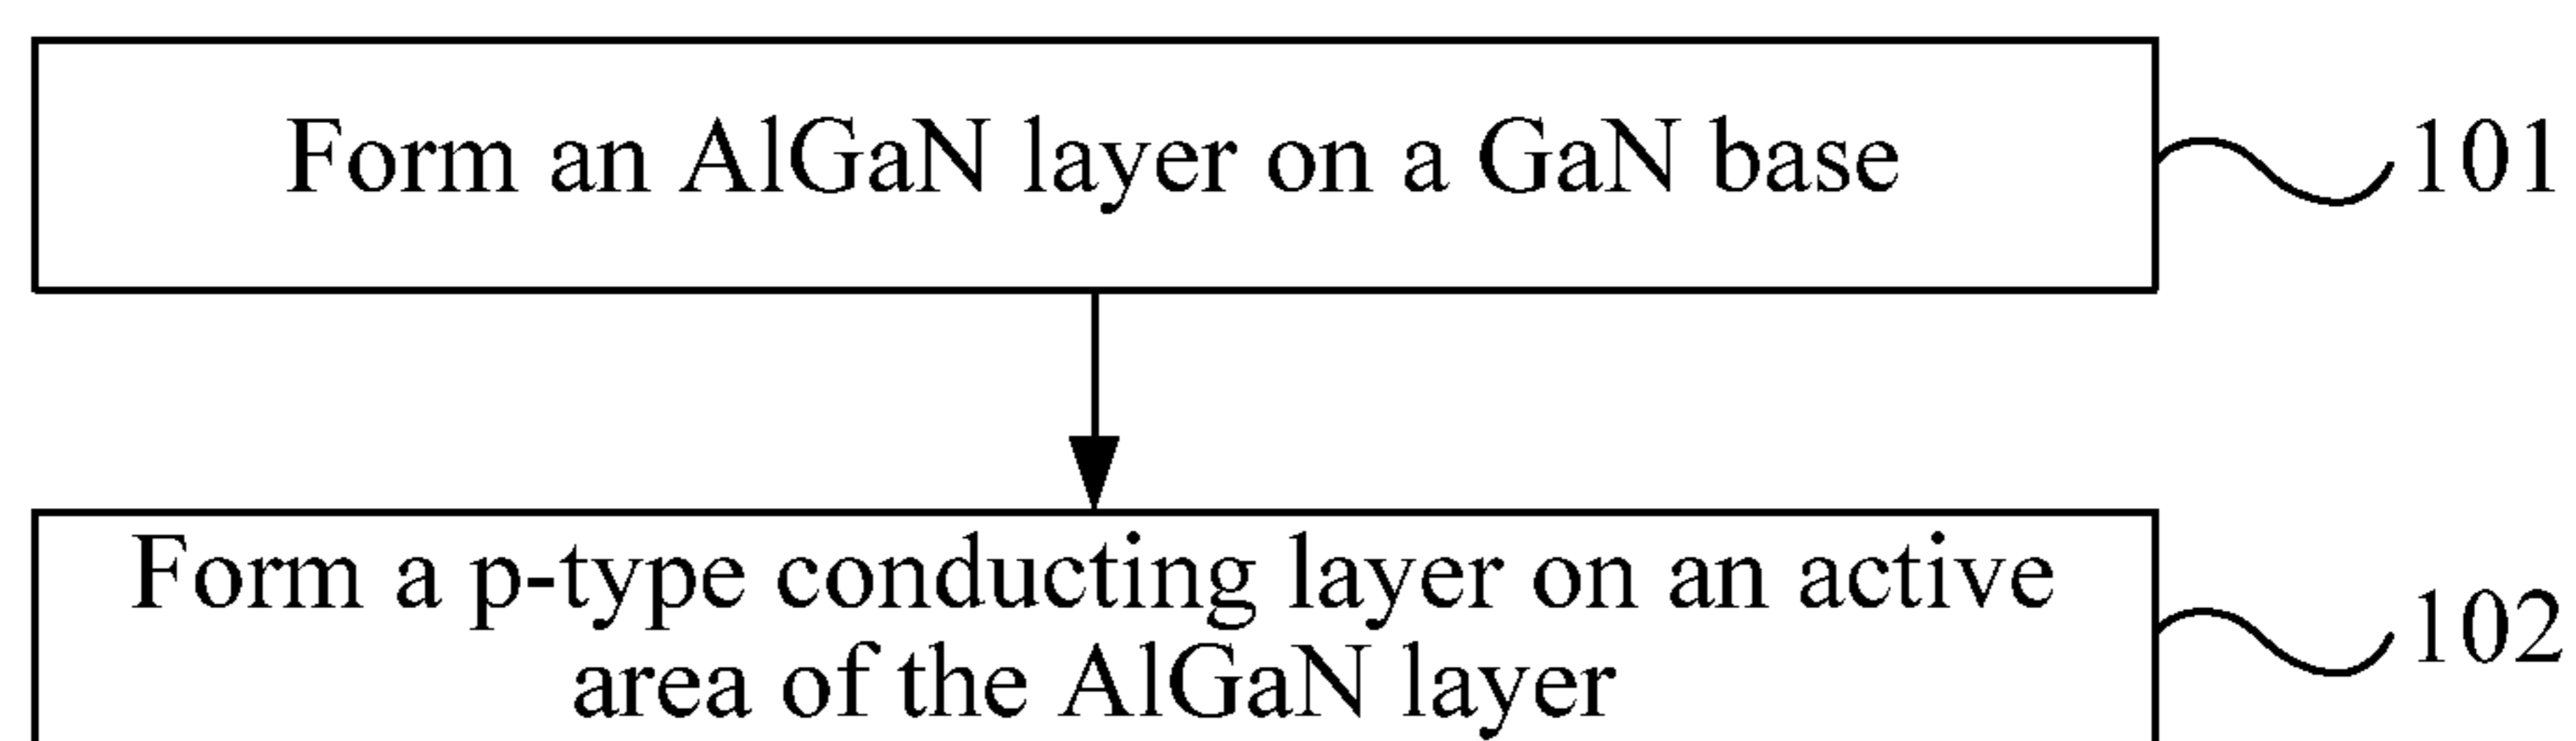 Form an AlGaN layer on a GaN base
101
Form a p-type conducting layer on an active
area of the AlGaN layer
102